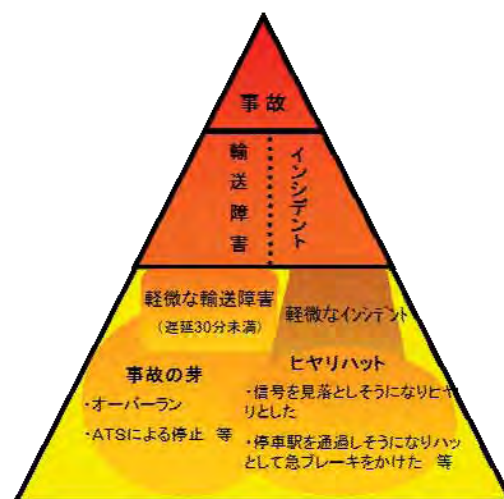 事故
輸送障害
インシデント
軽微な輸送障害
(遅延30分未満)
軽微なインシデント
事故の芽
・オーバーラン
・ATSによる停止 等
ヒヤリハット
・信号を見落としそうになりヒヤ
リとした
・停車駅を通過しそうになりハッ
として急ブレーキをかけた 等